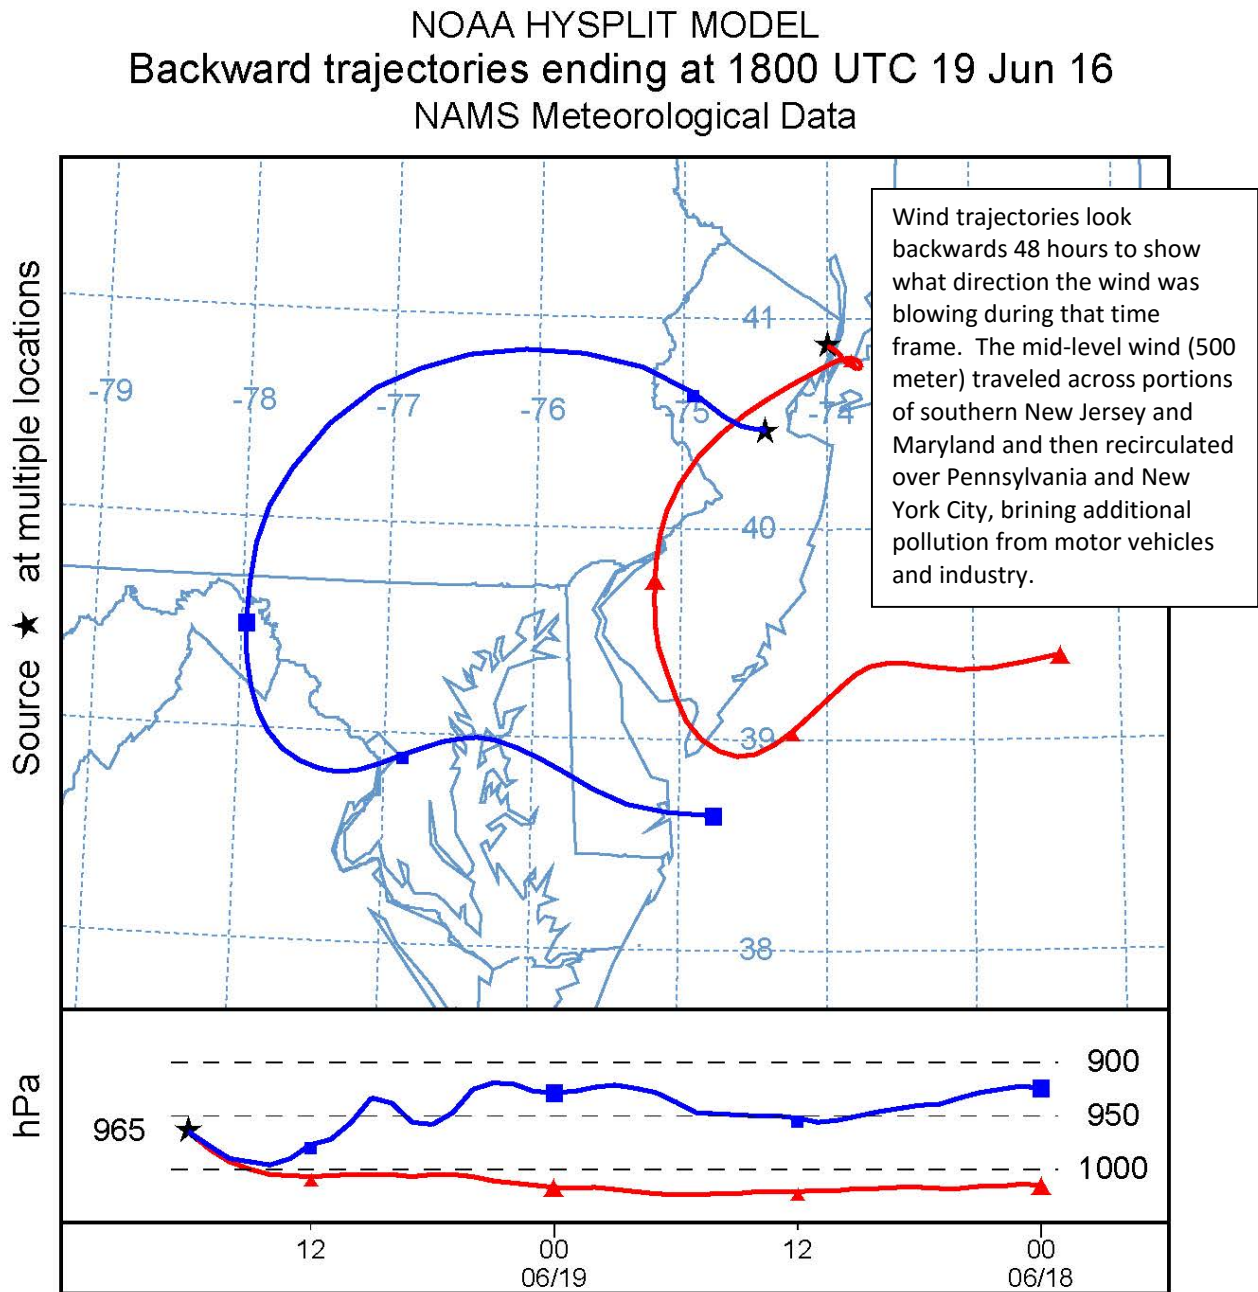 NOAA HYSPLIT MODEL
Backward trajectories ending at 1800 UTC 19 Jun 16
NAMS Meteorological Data
Source ★ at multiple locations
Wind trajectories look
backwards 48 hours to show
what direction the wind was
blowing during that time
frame.  The mid-level wind (500
meter) traveled across portions
of southern New Jersey and
Maryland and then recirculated
over Pennsylvania and New
York City, brining additional
pollution from motor vehicles
and industry.
41
-79 -78 -77 -76 -75 -74
40
39
38
hPa
900
950
965
1000
12 00 12 00
06/19 06/18